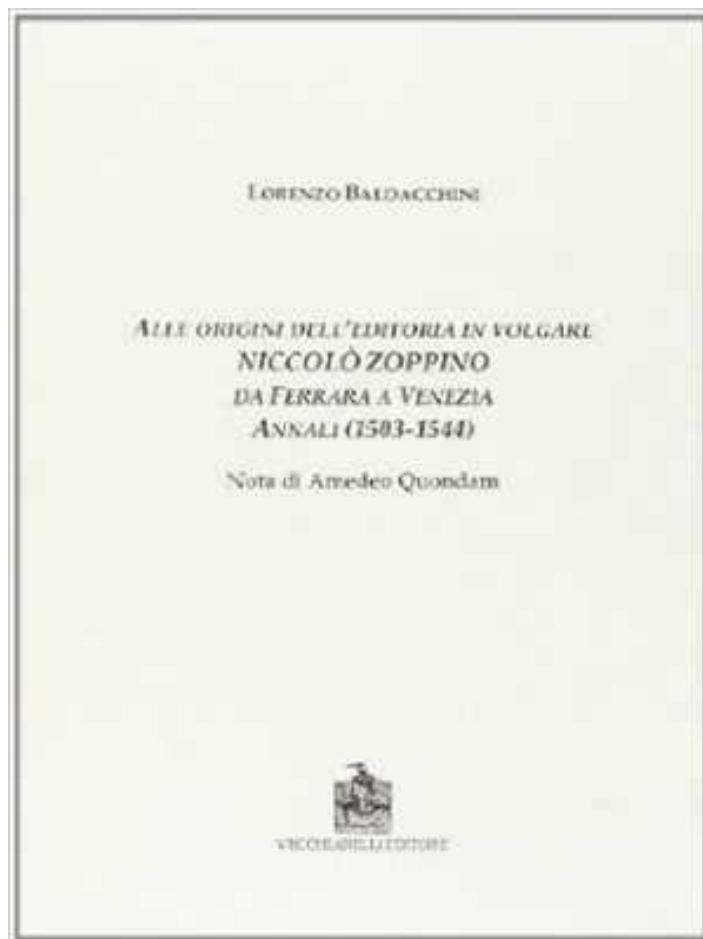 LORENZO BALDACCHINI
ALLE ORIGINI DELL'EDITORIA IN VOLGARE
NICCOLÒ ZOPPINO
DA FERRARA A VENEZIA
ANNALI (1503-1544)
Nota di Amedeo Quondam
VECCHIARELLI EDITORE